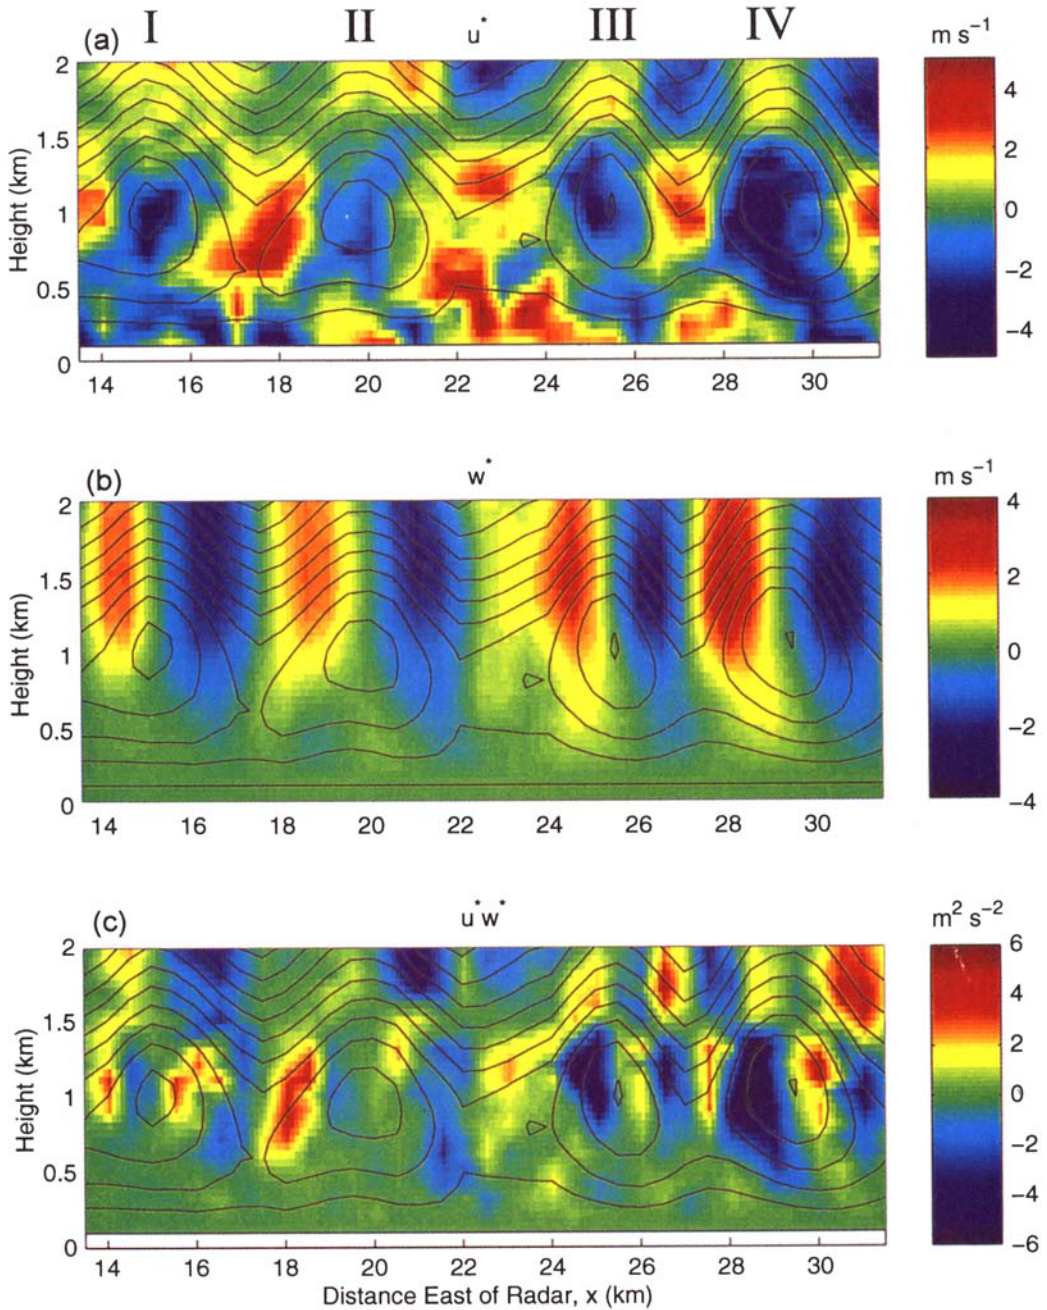 I II III IV
(a) u* m s⁻¹
2
1.5
1
0.5
0
Height (km)
14 16 18 20 22 24 26 28 30
4
2
0
−2
−4
(b) w* m s⁻¹
2
1.5
1
0.5
0
Height (km)
14 16 18 20 22 24 26 28 30
4
2
0
−2
−4
(c) u*w* m² s⁻²
2
1.5
1
0.5
0
Height (km)
14 16 18 20 22 24 26 28 30
Distance East of Radar, x (km)
6
4
2
0
−2
−4
−6